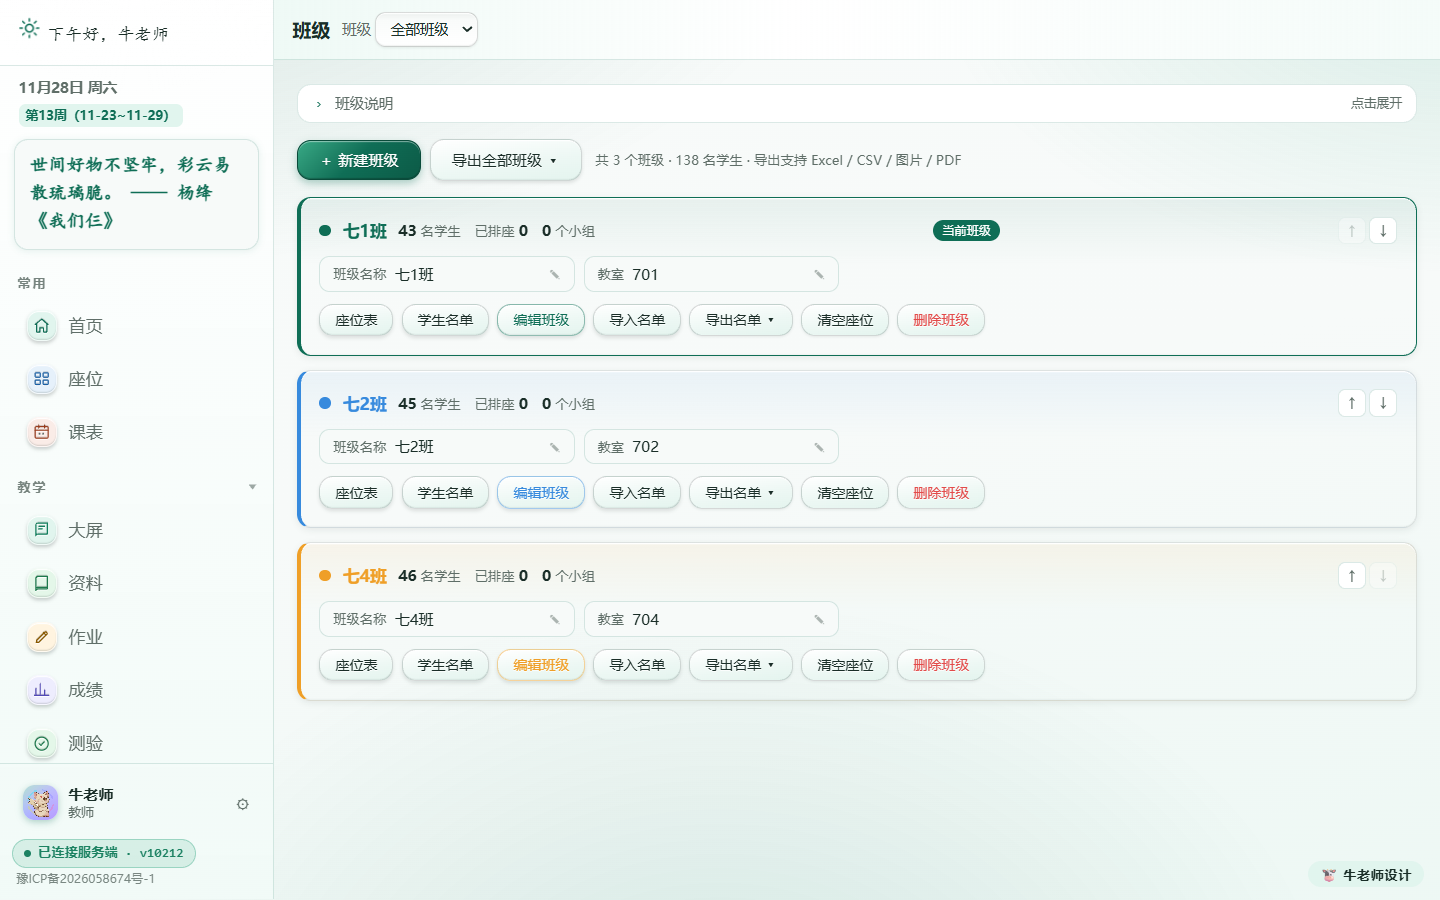 下午好，牛老师
11月28日 周六
第13周（11-23~11-29）
世间好物不坚牢，彩云易
散琉璃脆。 —— 杨绛
《我们仨》
常用
首页
座位
课表
教学
大屏
资料
作业
成绩
测验
牛老师
教师
已连接服务端 · v10212
豫ICP备2026058674号-1
班级 班级 全部班级
班级说明 点击展开
+ 新建班级 导出全部班级 共 3 个班级 · 138 名学生 · 导出支持 Excel / CSV / 图片 / PDF
七1班 43 名学生 已排座 0 0 个小组 当前班级 ↑ ↓
班级名称 七1班 教室 701
座位表 学生名单 编辑班级 导入名单 导出名单 清空座位 删除班级
七2班 45 名学生 已排座 0 0 个小组 ↑ ↓
班级名称 七2班 教室 702
座位表 学生名单 编辑班级 导入名单 导出名单 清空座位 删除班级
七4班 46 名学生 已排座 0 0 个小组 ↑ ↓
班级名称 七4班 教室 704
座位表 学生名单 编辑班级 导入名单 导出名单 清空座位 删除班级
牛老师设计